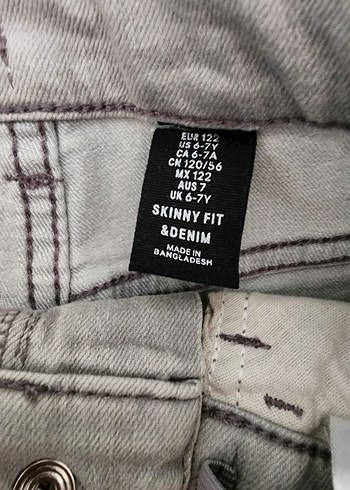 EUR 122
US 6-7Y
CA 6-7A
CN 120/56
MX 122
AUS 7
UK 6-7Y
SKINNY FIT
&DENIM
MADE IN
BANGLADESH